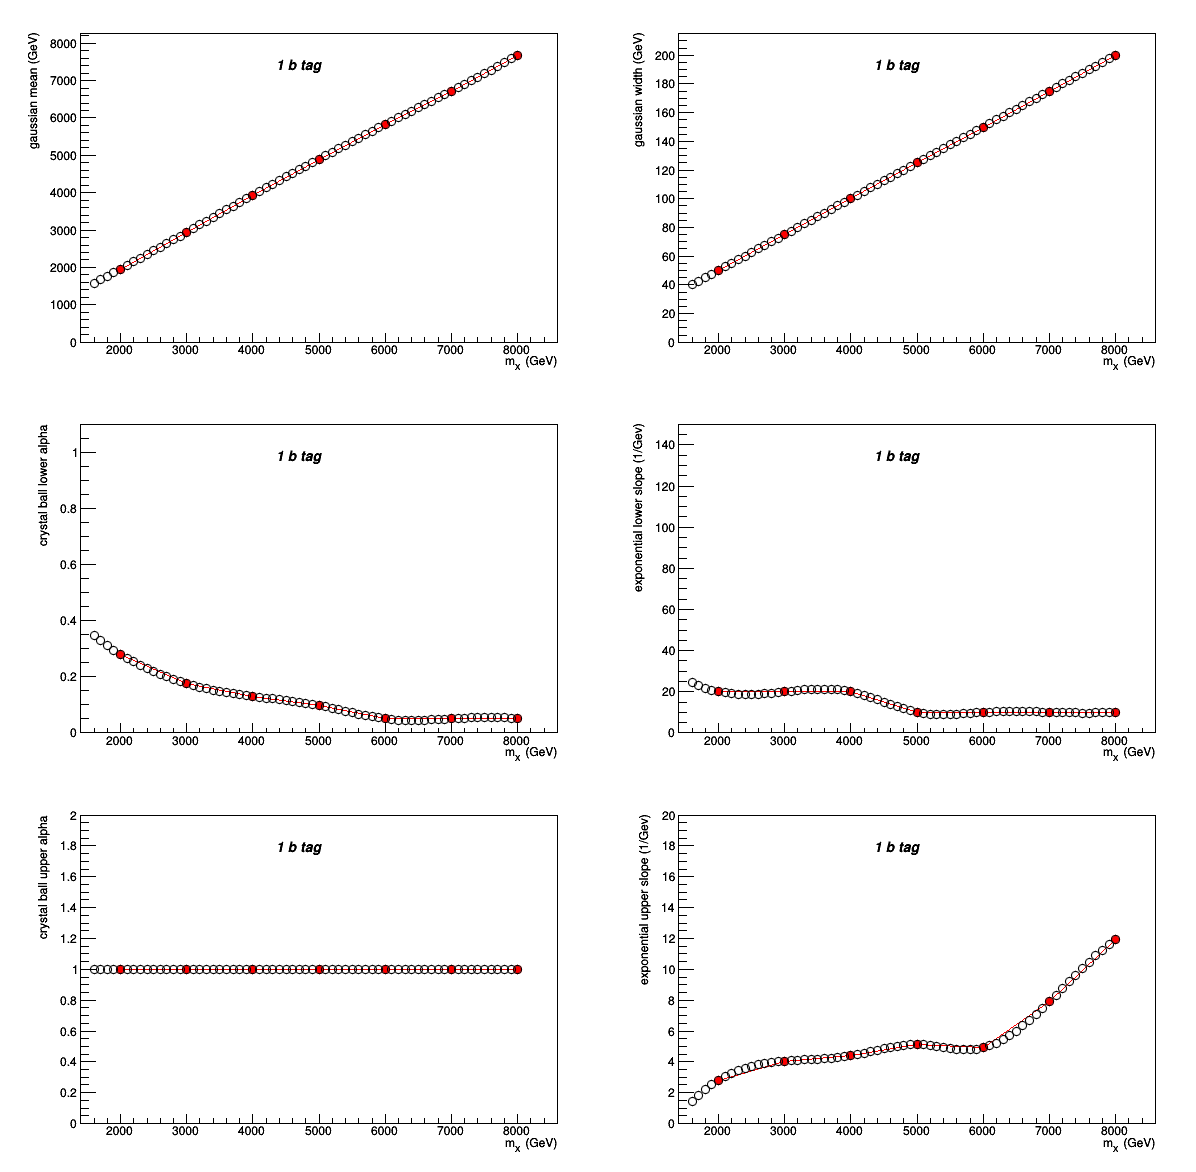 gaussian mean (GeV)
1 b tag
8000
7000
6000
5000
4000
3000
2000
1000
0
2000 3000 4000 5000 6000 7000 8000
m_x (GeV)
gaussian width (GeV)
1 b tag
200
180
160
140
120
100
80
60
40
20
0
2000 3000 4000 5000 6000 7000 8000
m_x (GeV)
crystal ball lower alpha
1 b tag
1
0.8
0.6
0.4
0.2
0
2000 3000 4000 5000 6000 7000 8000
m_x (GeV)
exponential lower slope (1/Gev)
1 b tag
140
120
100
80
60
40
20
0
2000 3000 4000 5000 6000 7000 8000
m_x (GeV)
crystal ball upper alpha
1 b tag
2
1.8
1.6
1.4
1.2
1
0.8
0.6
0.4
0.2
0
2000 3000 4000 5000 6000 7000 8000
m_x (GeV)
exponential upper slope (1/Gev)
1 b tag
20
18
16
14
12
10
8
6
4
2
0
2000 3000 4000 5000 6000 7000 8000
m_x (GeV)